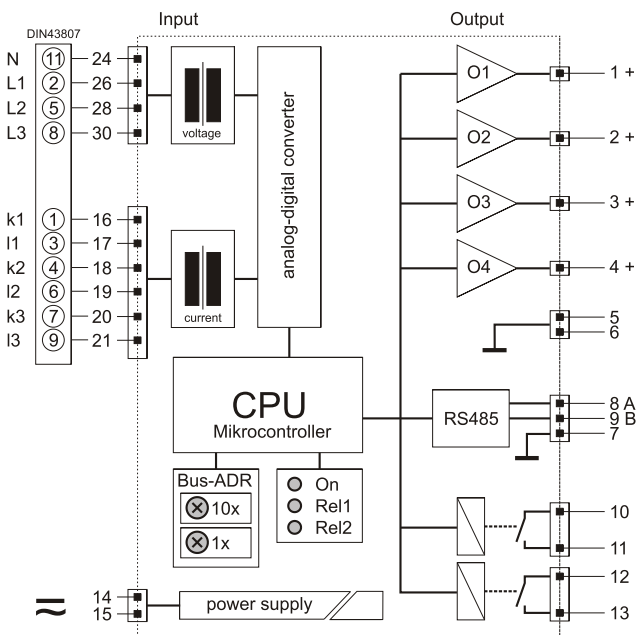 Input
Output
DIN43807
N 11 24
L1 2 26
L2 5 28
L3 8 30
voltage
analog-digital converter
k1 1 16
l1 3 17
k2 4 18
l2 6 19
k3 7 20
l3 9 21
current
O1 1 +
O2 2 +
O3 3 +
O4 4 +
5
6
CPU
Mikrocontroller
RS485
8 A
9 B
7
Bus-ADR
10x
1x
On
Rel1
Rel2
10
11
12
13
≈
14
15
power supply